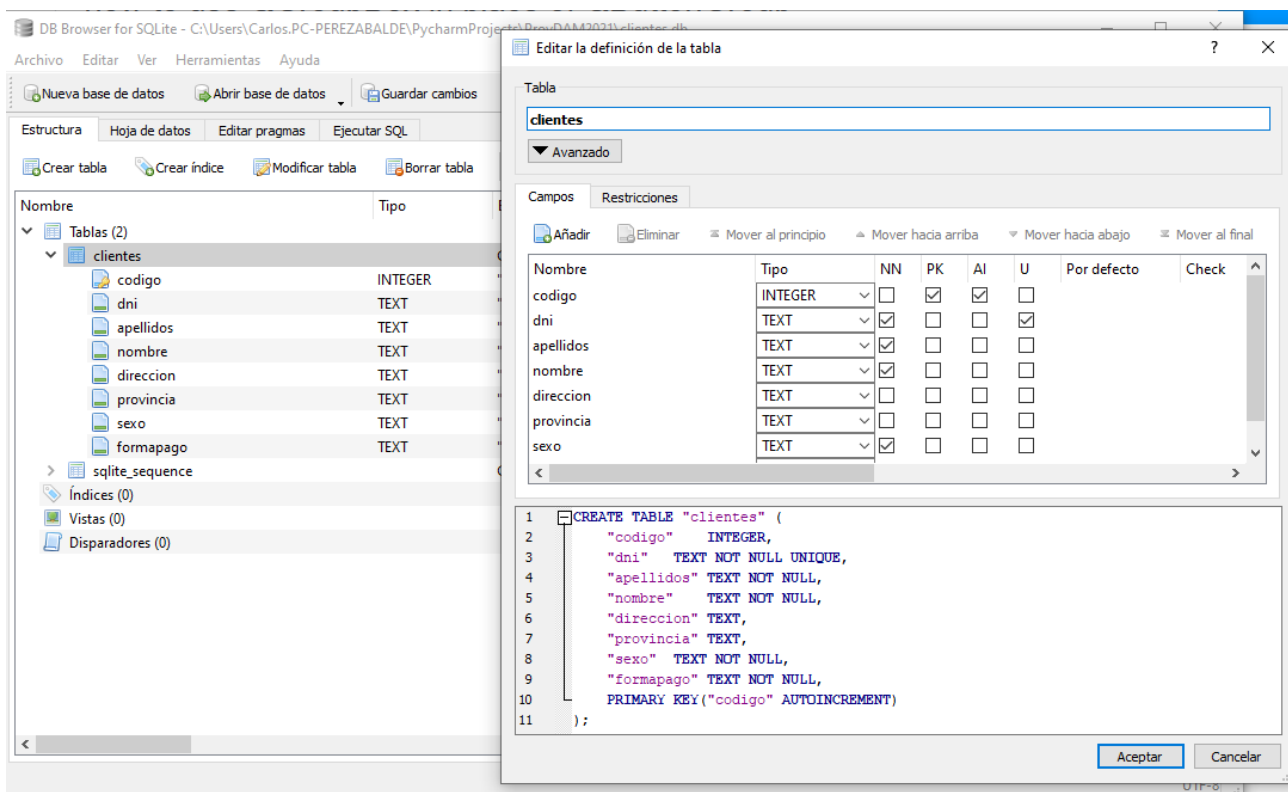 DB Browser for SQLite - C:\Users\Carlos.PC-PEREZABALDE\PycharmProjects\ProyDAM2021\clientes.db
Archivo Editar Ver Herramientas Ayuda
Nueva base de datos Abrir base de datos Guardar cambios
Estructura Hoja de datos Editar pragmas Ejecutar SQL
Crear tabla Crear índice Modificar tabla Borrar tabla
Nombre Tipo
Tablas (2)
clientes
codigo INTEGER
dni TEXT
apellidos TEXT
nombre TEXT
direccion TEXT
provincia TEXT
sexo TEXT
formapago TEXT
sqlite_sequence
Índices (0)
Vistas (0)
Disparadores (0)
Editar la definición de la tabla ? X
Tabla
clientes
Avanzado
Campos Restricciones
Añadir Eliminar Mover al principio Mover hacia arriba Mover hacia abajo Mover al final
Nombre Tipo NN PK AI U Por defecto Check
codigo INTEGER
dni TEXT
apellidos TEXT
nombre TEXT
direccion TEXT
provincia TEXT
sexo TEXT
1 CREATE TABLE "clientes" (
2 "codigo" INTEGER,
3 "dni" TEXT NOT NULL UNIQUE,
4 "apellidos" TEXT NOT NULL,
5 "nombre" TEXT NOT NULL,
6 "direccion" TEXT,
7 "provincia" TEXT,
8 "sexo" TEXT NOT NULL,
9 "formapago" TEXT NOT NULL,
10 PRIMARY KEY("codigo" AUTOINCREMENT)
11 );
Aceptar Cancelar
UTF-8